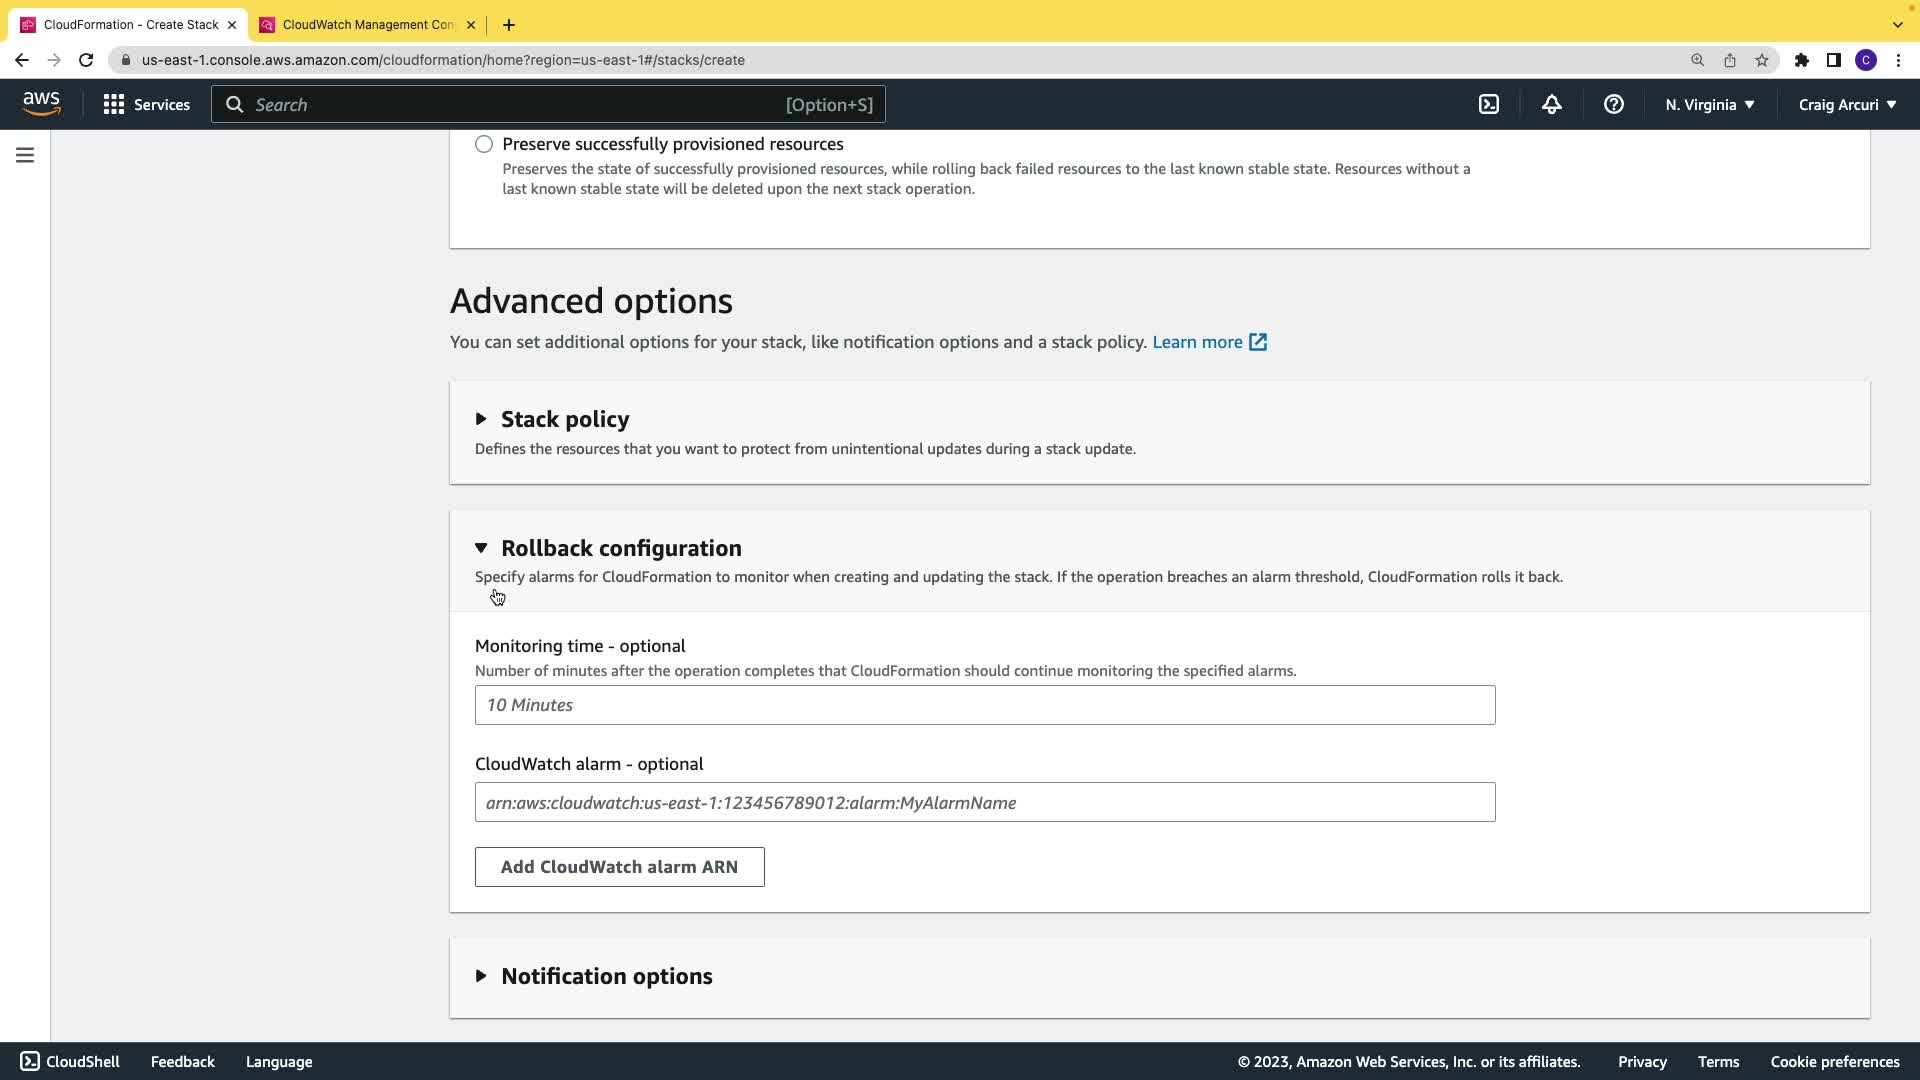 CloudFormation - Create Stack
CloudWatch Management Con
us-east-1.console.aws.amazon.com/cloudformation/home?region=us-east-1#/stacks/create
C
aws
Services
Search
[Option+S]
N. Virginia
Craig Arcuri
Preserve successfully provisioned resources
Preserves the state of successfully provisioned resources, while rolling back failed resources to the last known stable state. Resources without a
last known stable state will be deleted upon the next stack operation.
Advanced options
You can set additional options for your stack, like notification options and a stack policy. Learn more
Stack policy
Defines the resources that you want to protect from unintentional updates during a stack update.
Rollback configuration
Specify alarms for CloudFormation to monitor when creating and updating the stack. If the operation breaches an alarm threshold, CloudFormation rolls it back.
Monitoring time - optional
Number of minutes after the operation completes that CloudFormation should continue monitoring the specified alarms.
10 Minutes
CloudWatch alarm - optional
arn:aws:cloudwatch:us-east-1:123456789012:alarm:MyAlarmName
Add CloudWatch alarm ARN
Notification options
CloudShell
Feedback
Language
© 2023, Amazon Web Services, Inc. or its affiliates.
Privacy
Terms
Cookie preferences